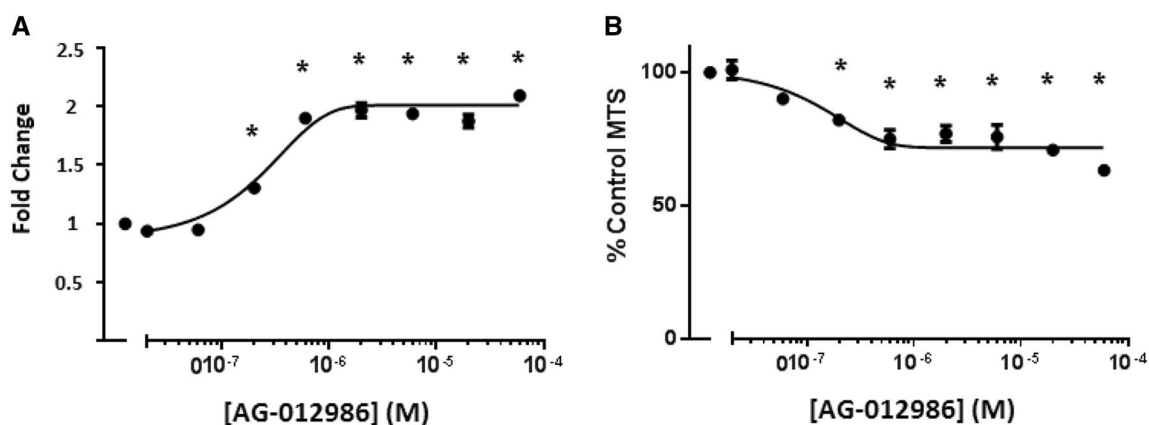 A
2.5
2
1.5
1
0.5
Fold Change
* * * * * *
010-7 10-6 10-5 10-4
[AG-012986] (M)
B
100
50
0
% Control MTS
* * * * * *
010-7 10-6 10-5 10-4
[AG-012986] (M)